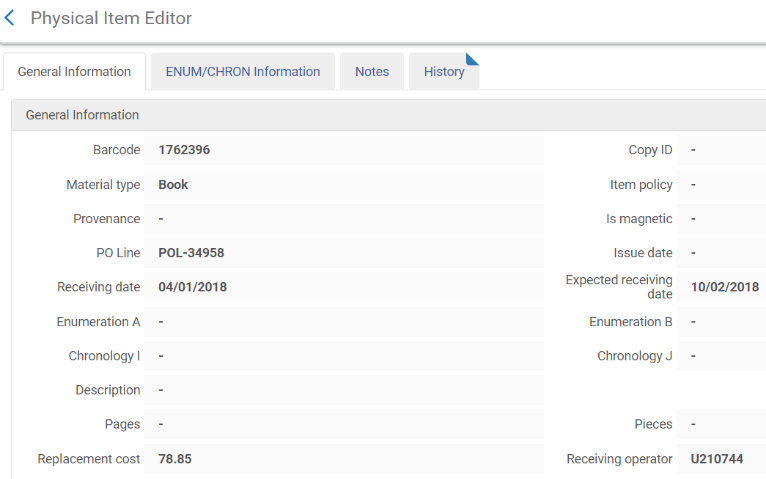 Physical Item Editor
General Information ENUM/CHRON Information Notes History
General Information
Barcode 1762396 Copy ID -
Material type Book Item policy -
Provenance - Is magnetic -
PO Line POL-34958 Issue date -
Receiving date 04/01/2018 Expected receiving date 10/02/2018
Enumeration A - Enumeration B -
Chronology I - Chronology J -
Description -
Pages - Pieces -
Replacement cost 78.85 Receiving operator U210744